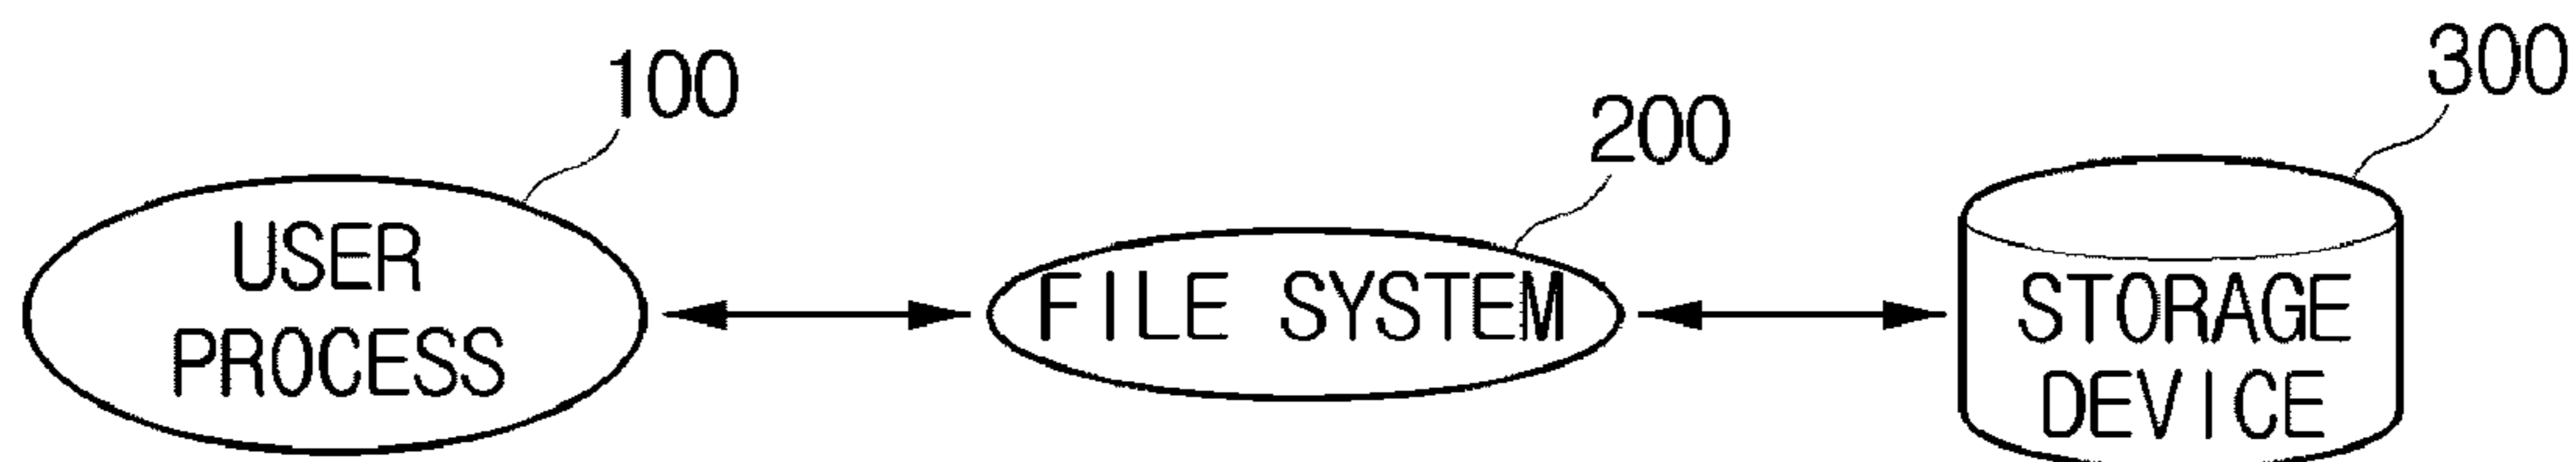 100
200
300
USER
PROCESS
FILE SYSTEM
STORAGE
DEVICE